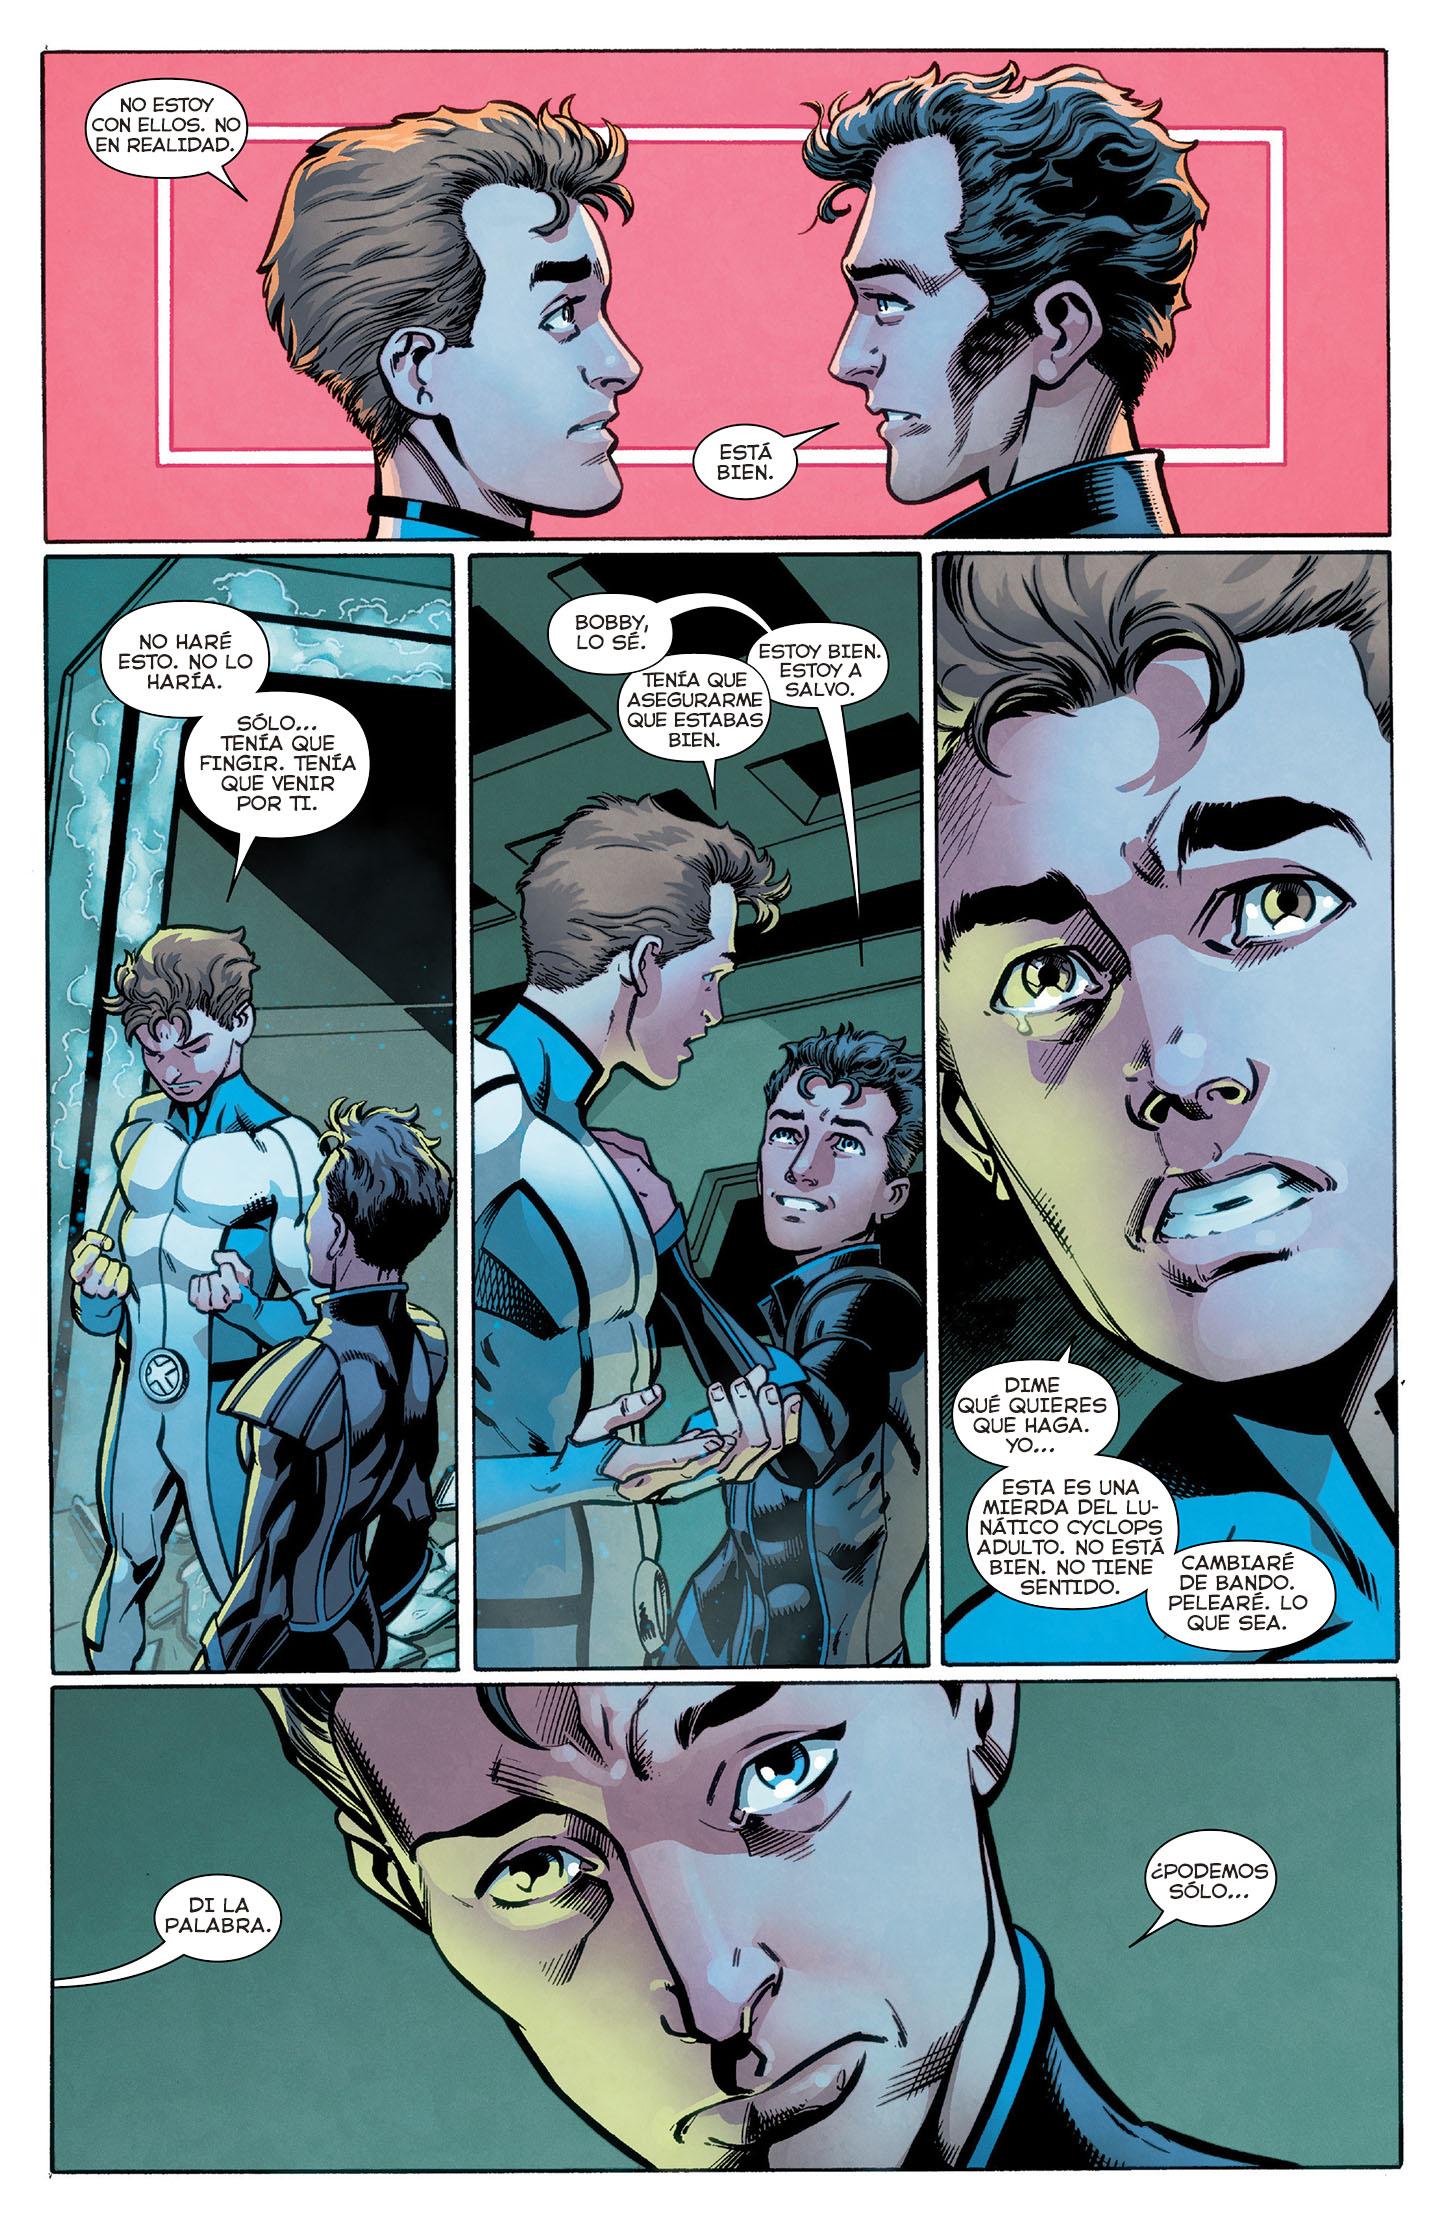 NO ESTOY
CON ELLOS. NO
EN REALIDAD.
ESTÁ
BIEN.
NO HARÉ
ESTO. NO LO
HARÍA.
SÓLO...
TENÍA QUE
FINGIR. TENÍA
QUE VENIR
POR TI.
BOBBY,
LO SÉ.
ESTOY BIEN.
ESTOY A
SALVO.
TENÍA QUE
ASEGURARME
QUE ESTABAS
BIEN.
DIME
QUÉ QUIERES
QUE HAGA.
YO...
ESTA ES UNA
MIERDA DEL LU-
NÁTICO CYCLOPS
ADULTO. NO ESTÁ
BIEN. NO TIENE
SENTIDO.
CAMBIARÉ
DE BANDO.
PELEARÉ. LO
QUE SEA.
DI LA
PALABRA.
¿PODEMOS
SÓLO...